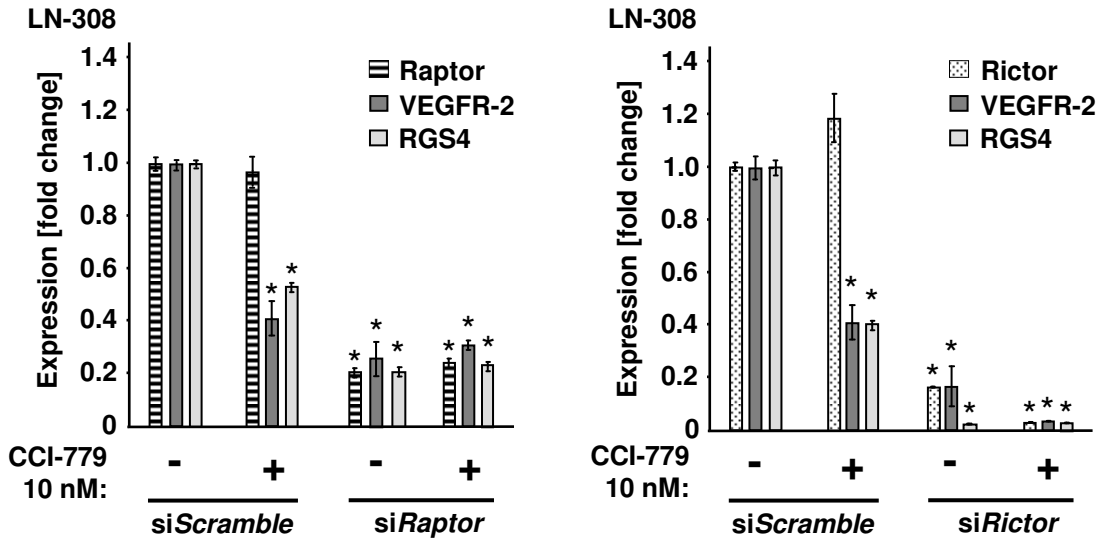 LN-308
Expression [fold change]
1.4
1.2
1.0
0.8
0.6
0.4
0.2
0
Raptor
VEGFR-2
RGS4
* * * * * * * *
CCI-779
10 nM:
- + - +
siScramble siRaptor
LN-308
Expression [fold change]
1.4
1.2
1.0
0.8
0.6
0.4
0.2
0
Rictor
VEGFR-2
RGS4
* * * * * * * *
CCI-779
10 nM:
- + - +
siScramble siRictor